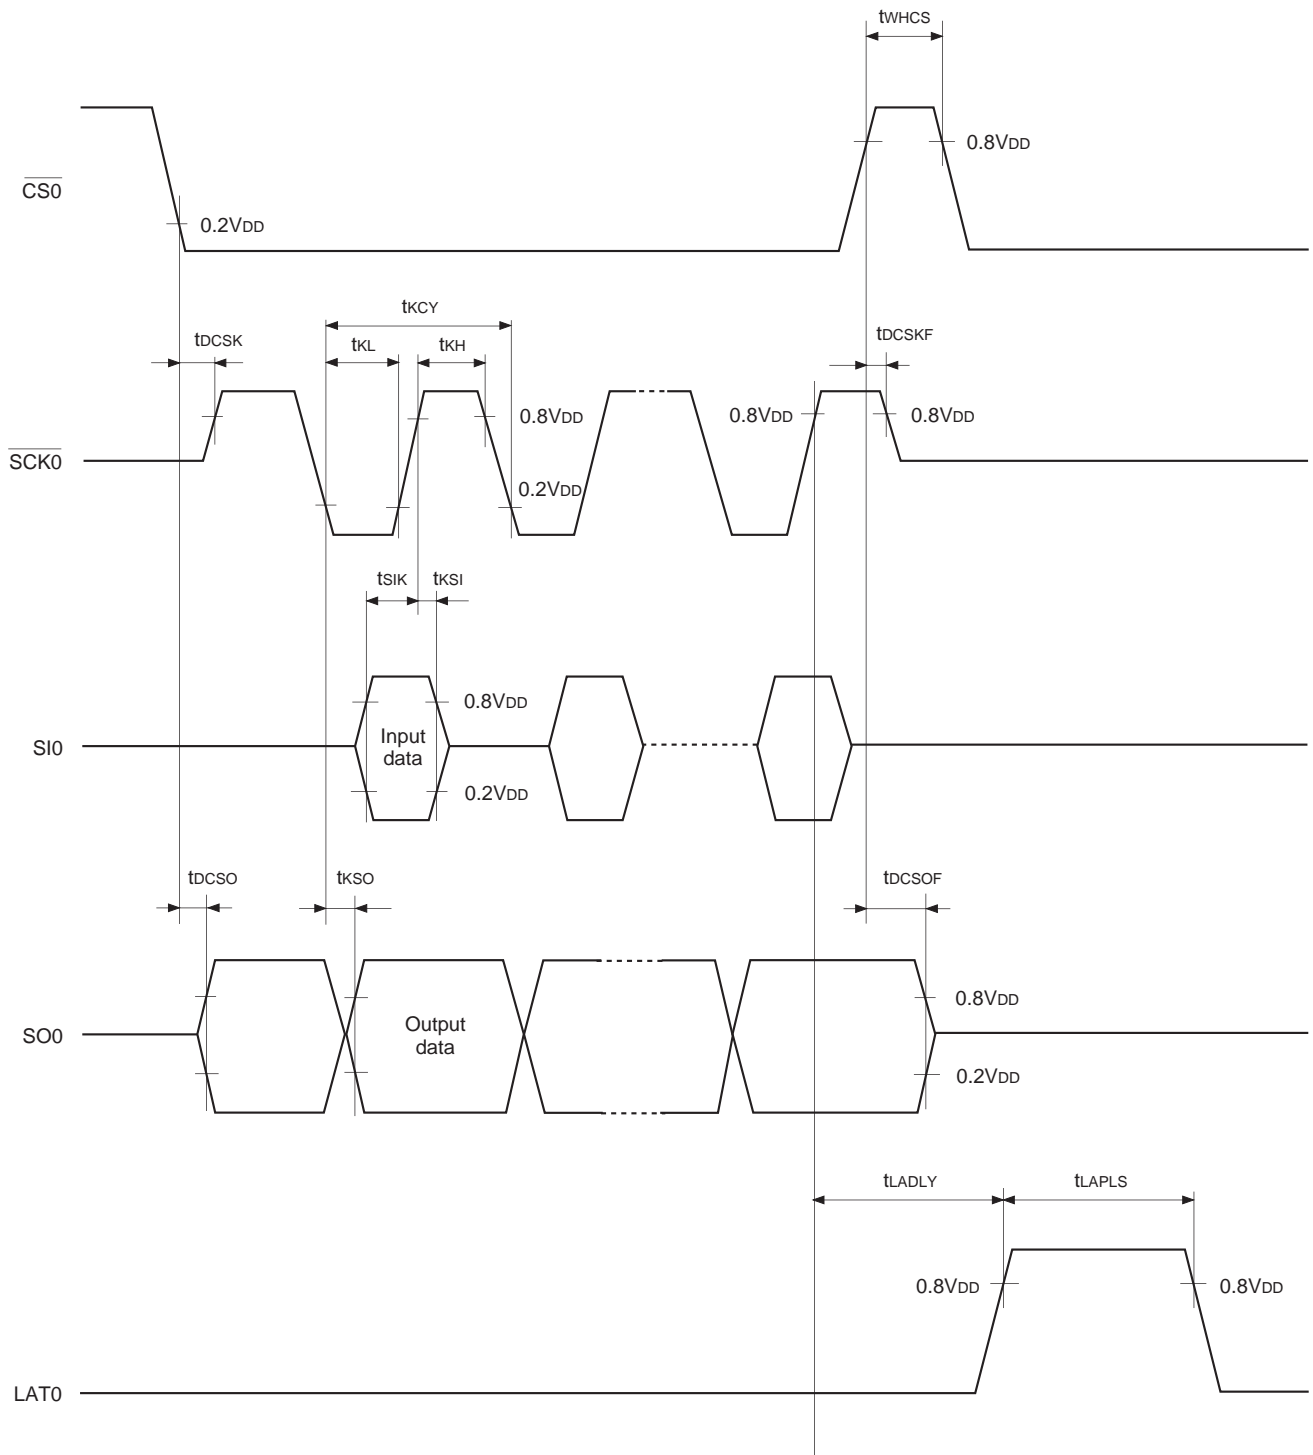 tWHCS
0.8VDD
CS0
0.2VDD
tKCY
tDCSK
tKL
tKH
tDCSKF
0.8VDD
0.8VDD
0.8VDD
SCK0
0.2VDD
tSIK
tKSI
0.8VDD
SI0
Input
data
0.2VDD
tDCSO
tKSO
tDCSOF
0.8VDD
SO0
Output
data
0.2VDD
tLADLY
tLAPLS
0.8VDD
0.8VDD
LAT0